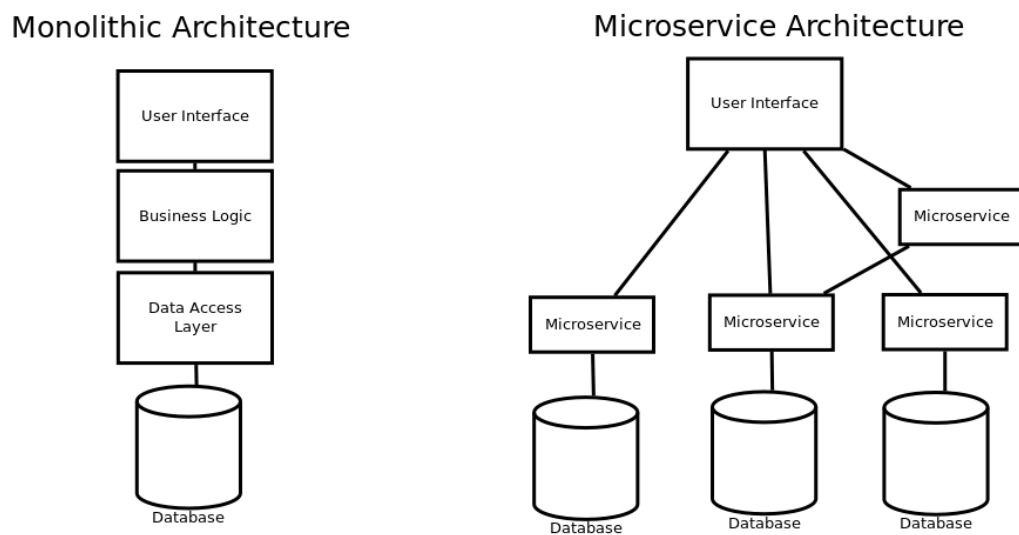 Monolithic Architecture
User Interface
Business Logic
Data Access
Layer
Database
Microservice Architecture
User Interface
Microservice
Microservice
Microservice
Microservice
Database
Database
Database